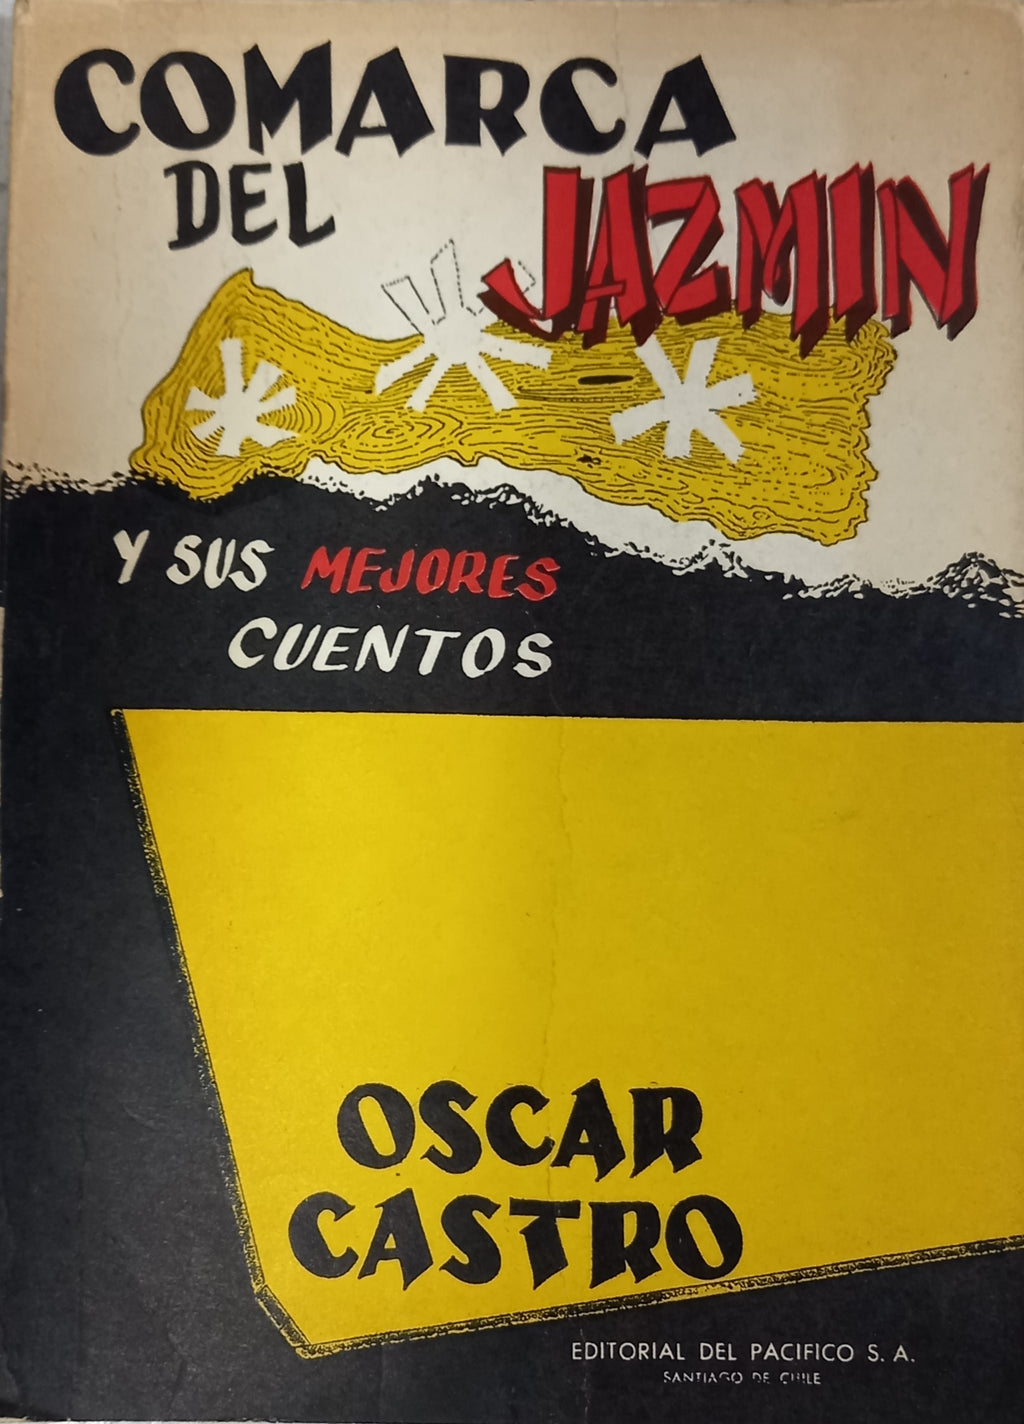 COMARCA
DEL
JAZMIN
Y SUS MEJORES
CUENTOS
OSCAR
CASTRO
EDITORIAL DEL PACIFICO S. A.
SANTIAGO DE CHILE